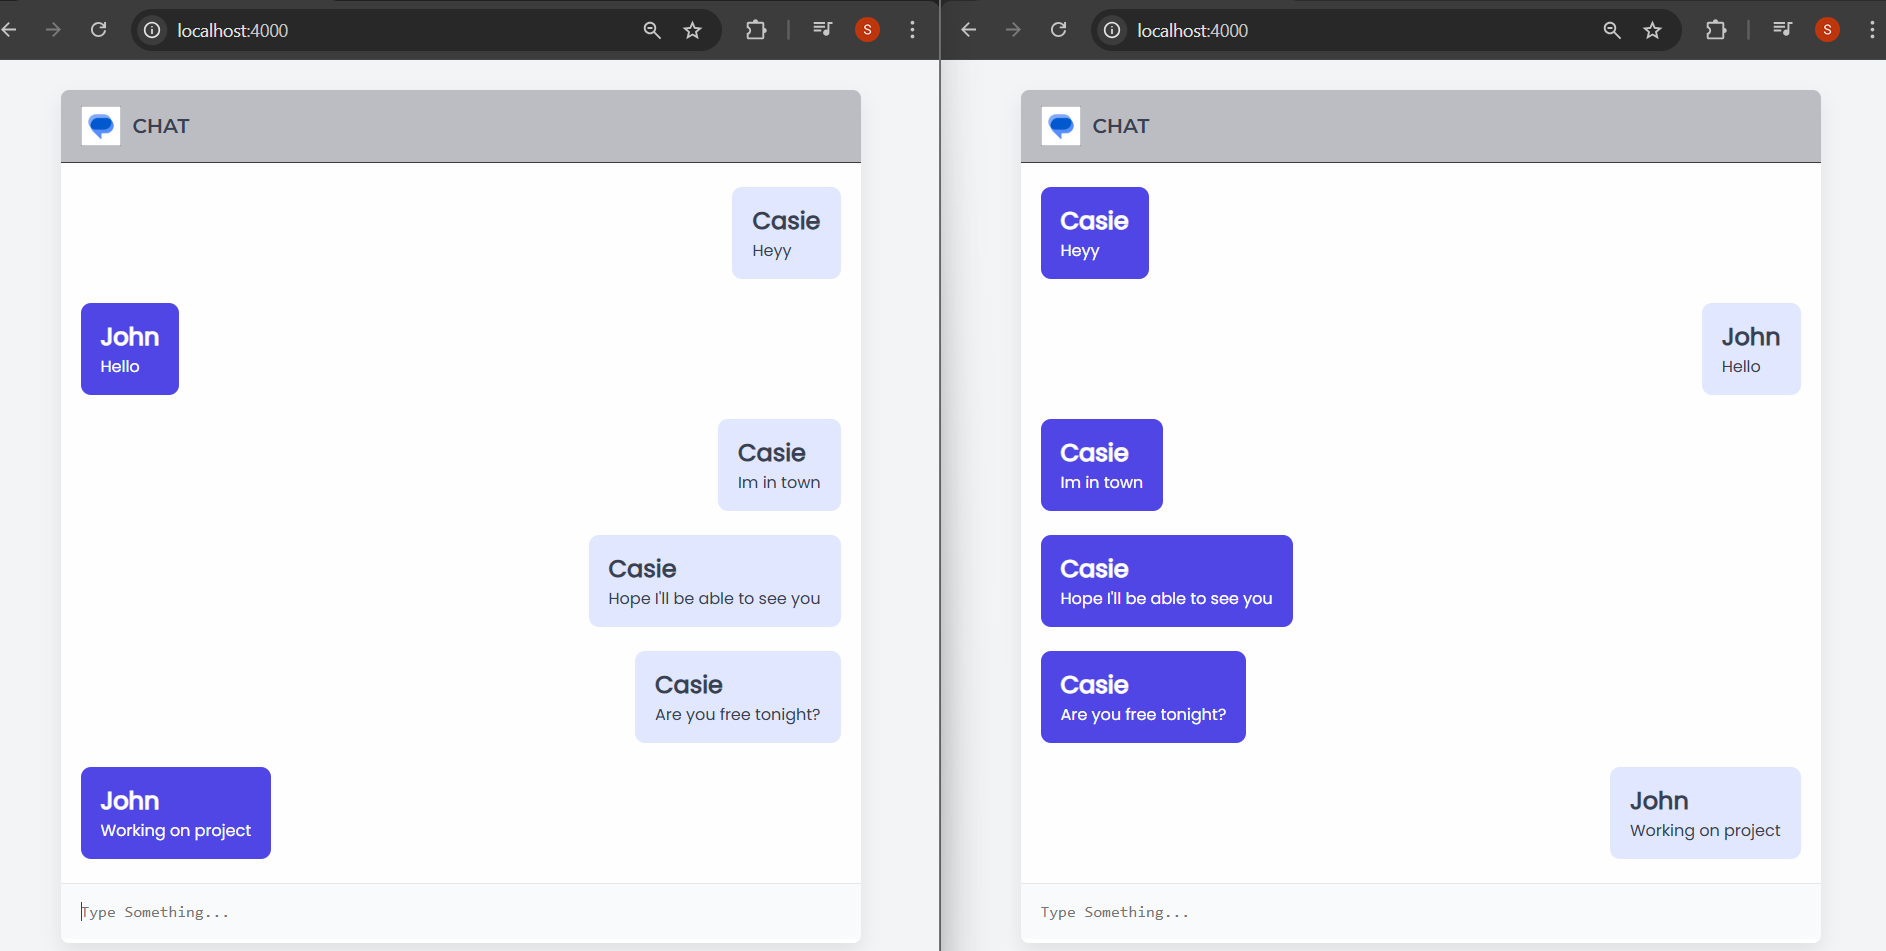 localhost:4000
S
CHAT
Casie
Heyy
John
Hello
Casie
Im in town
Casie
Hope I'll be able to see you
Casie
Are you free tonight?
John
Working on project
Type Something...
localhost:4000
S
CHAT
Casie
Heyy
John
Hello
Casie
Im in town
Casie
Hope I'll be able to see you
Casie
Are you free tonight?
John
Working on project
Type Something...